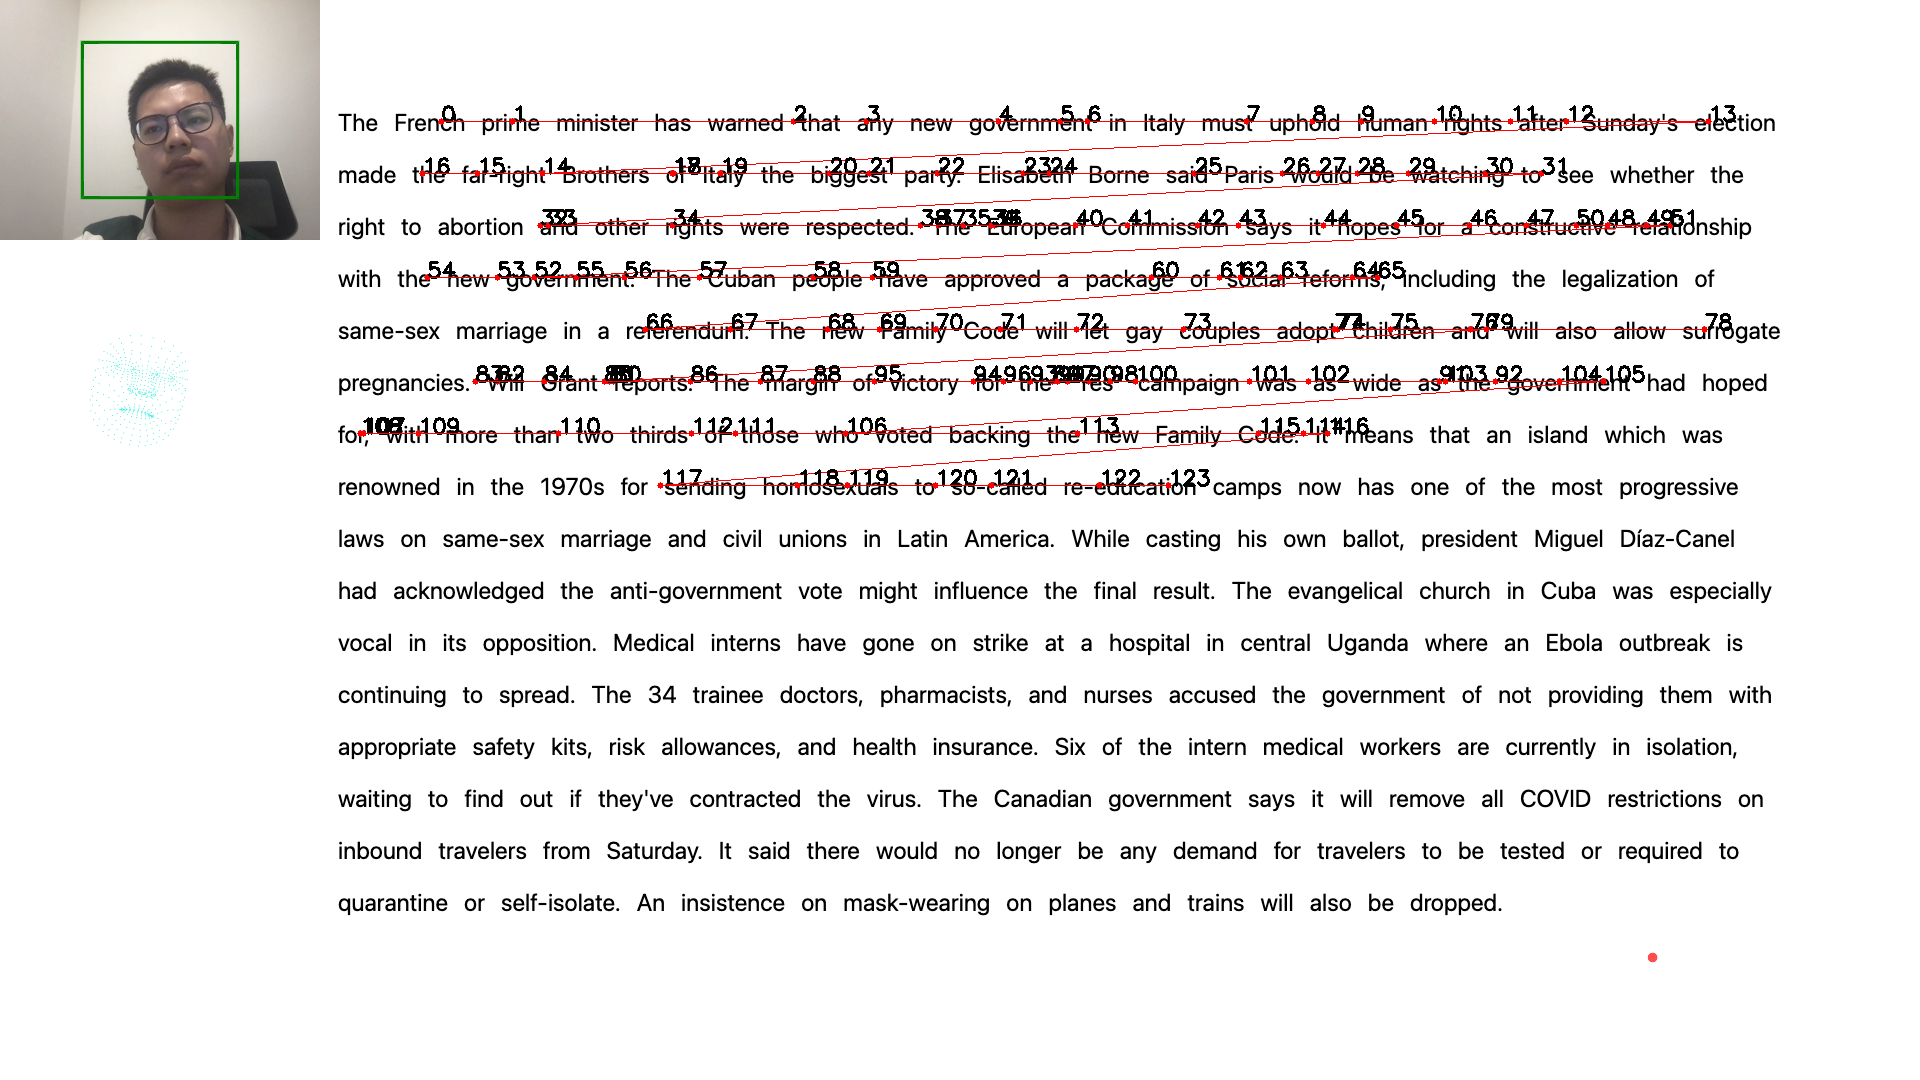 The French prime minister has warned that any new government in Italy must uphold human rights after Sunday's election
made the far-right Brothers of Italy the biggest party. Elisabeth Borne said Paris would be watching to see whether the
right to abortion and other rights were respected. The European Commission says it hopes for a constructive relationship
with the new government. The Cuban people have approved a package of social reforms, including the legalization of
same-sex marriage in a referendum. The new Family Code will let gay couples adopt children and will also allow surrogate
pregnancies. Will Grant reports. The margin of victory for the "Yes" campaign was as wide as the government had hoped
for, with more than two thirds of those who voted backing the new Family Code. It means that an island which was
renowned in the 1970s for sending homosexuals to so-called re-education camps now has one of the most progressive
laws on same-sex marriage and civil unions in Latin America. While casting his own ballot, president Miguel Díaz-Canel
had acknowledged the anti-government vote might influence the final result. The evangelical church in Cuba was especially
vocal in its opposition. Medical interns have gone on strike at a hospital in central Uganda where an Ebola outbreak is
continuing to spread. The 34 trainee doctors, pharmacists, and nurses accused the government of not providing them with
appropriate safety kits, risk allowances, and health insurance. Six of the intern medical workers are currently in isolation,
waiting to find out if they've contracted the virus. The Canadian government says it will remove all COVID restrictions on
inbound travelers from Saturday. It said there would no longer be any demand for travelers to be tested or required to
quarantine or self-isolate. An insistence on mask-wearing on planes and trains will also be dropped.